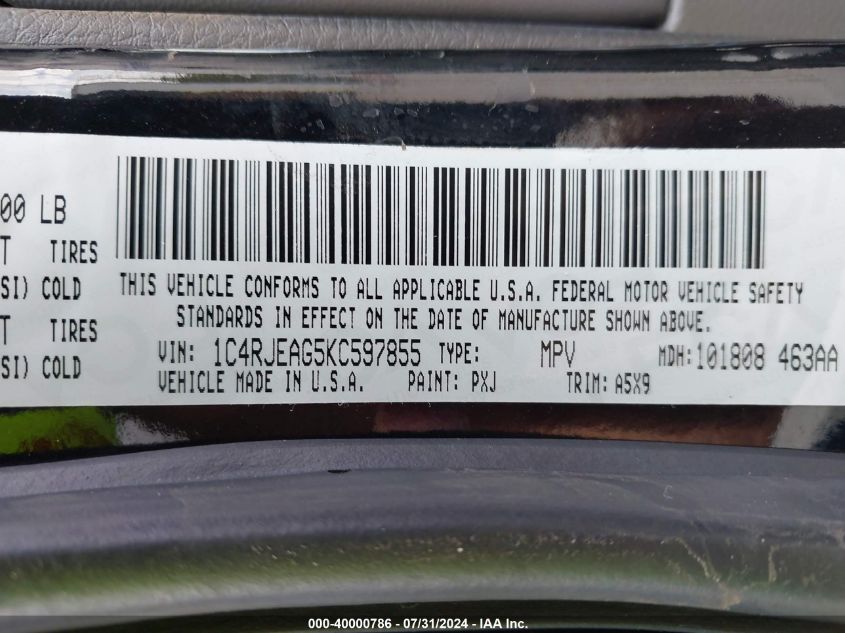 00 LB
T TIRES
SI) COLD
T TIRES
SI) COLD
THIS VEHICLE CONFORMS TO ALL APPLICABLE U.S.A. FEDERAL MOTOR VEHICLE SAFETY
STANDARDS IN EFFECT ON THE DATE OF MANUFACTURE SHOWN ABOVE.
VIN: 1C4RJEAG5KC597855 TYPE: MPV MDH: 101808 463AA
VEHICLE MADE IN U.S.A. PAINT: PXJ TRIM: A5X9
000-40000786 - 07/31/2024 - IAA Inc.